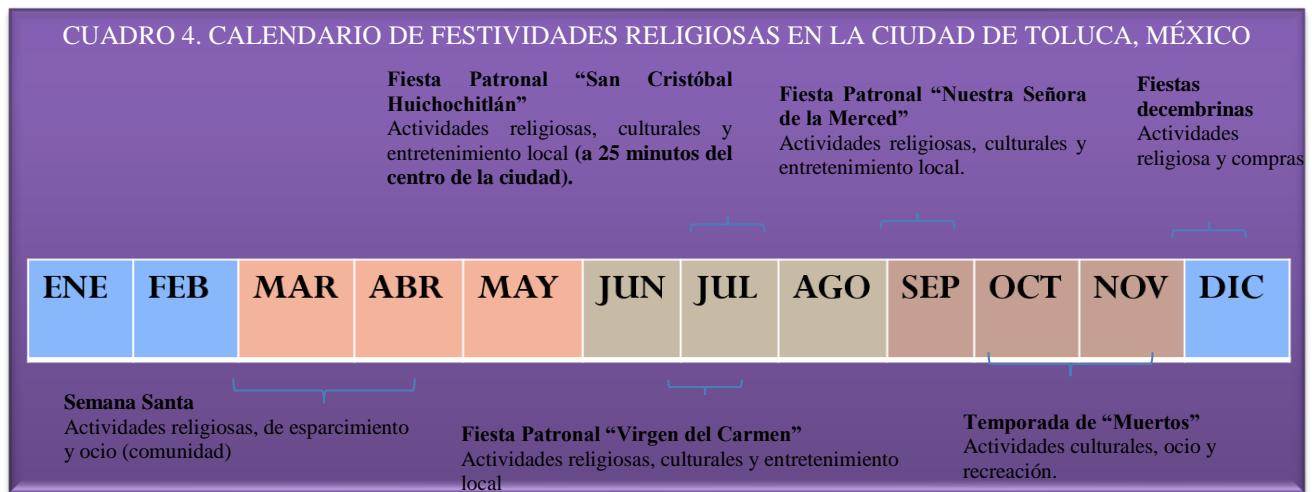 CUADRO 4. CALENDARIO DE FESTIVIDADES RELIGIOSAS EN LA CIUDAD DE TOLUCA, MÉXICO
Fiesta Patronal “San Cristóbal
Huichochitlán”
Actividades religiosas, culturales y
entretenimiento local (a 25 minutos del
centro de la ciudad).
Fiesta Patronal “Nuestra Señora
de la Merced”
Actividades religiosas, culturales y
entretenimiento local.
Fiestas
decembrinas
Actividades
religiosa y compras
ENE FEB MAR ABR MAY JUN JUL AGO SEP OCT NOV DIC
Semana Santa
Actividades religiosas, de esparcimiento
y ocio (comunidad)
Fiesta Patronal “Virgen del Carmen”
Actividades religiosas, culturales y entretenimiento
local
Temporada de “Muertos”
Actividades culturales, ocio y
recreación.